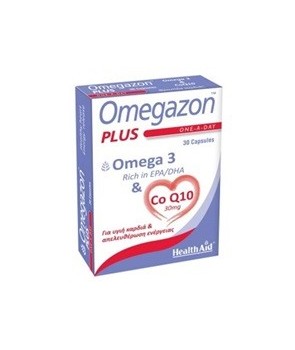 Omegazon
PLUS
ONE-A-DAY
30 Capsules
Omega 3
Rich in EPA/DHA
&
Co Q10
30mg
Για υγιή καρδιά &
απελευθέρωση ενέργειας
HealthAid